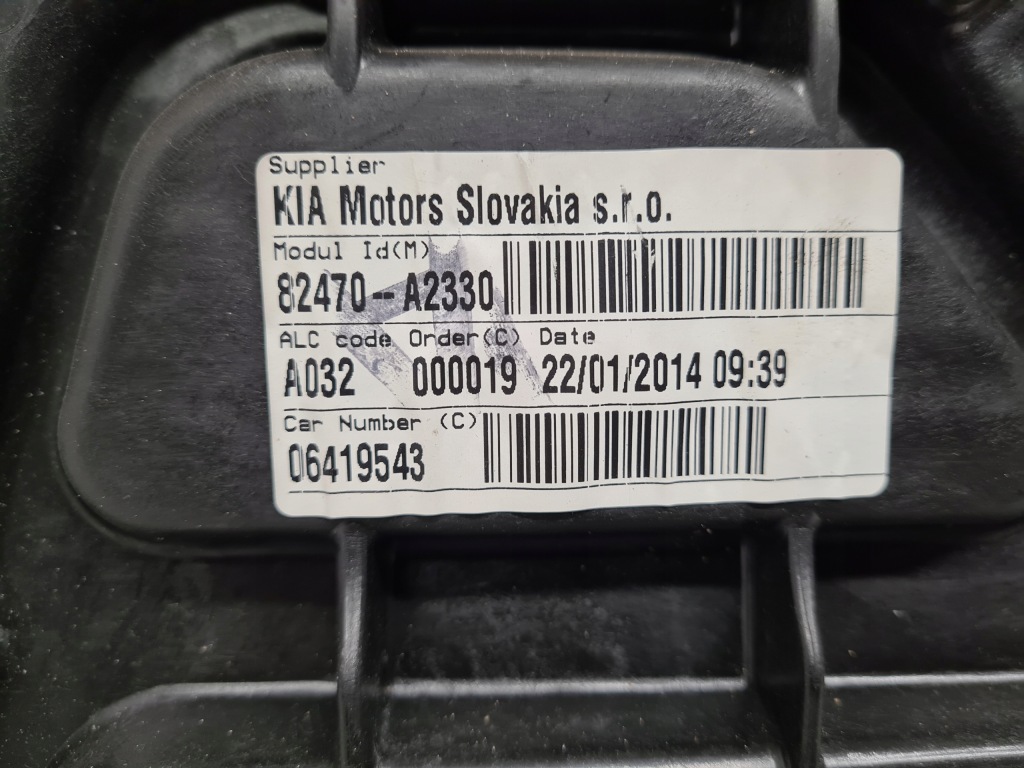 Supplier
KIA Motors Slovakia s.r.o.
Modul Id(M)
82470-A2330
ALC code Order(C) Date
A032 000019 22/01/2014 09:39
Car Number (C)
06419543